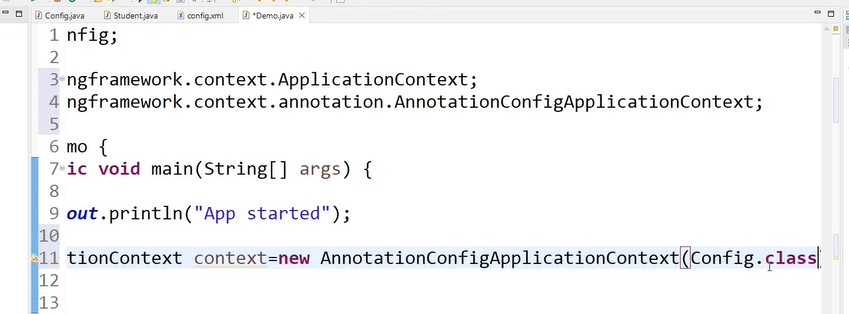 Config.java Student.java config.xml *Demo.java
1 nfig;
2
3 ngframework.context.ApplicationContext;
4 ngframework.context.annotation.AnnotationConfigApplicationContext;
5
6 mo {
7 ic void main(String[] args) {
8
9 out.println("App started");
10
11 tionContext context=new AnnotationConfigApplicationContext(Config.class
12
13